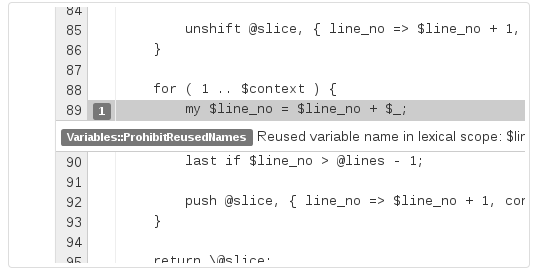 84
85 unshift @slice, { line_no => $line_no + 1,
86 }
87
88 for ( 1 .. $context ) {
89 1 my $line_no = $line_no + $_;
Variables::ProhibitReusedNames Reused variable name in lexical scope: $lin
90 last if $line_no > @lines - 1;
91
92 push @slice, { line_no => $line_no + 1, con
93 }
94
95 return \@slice;